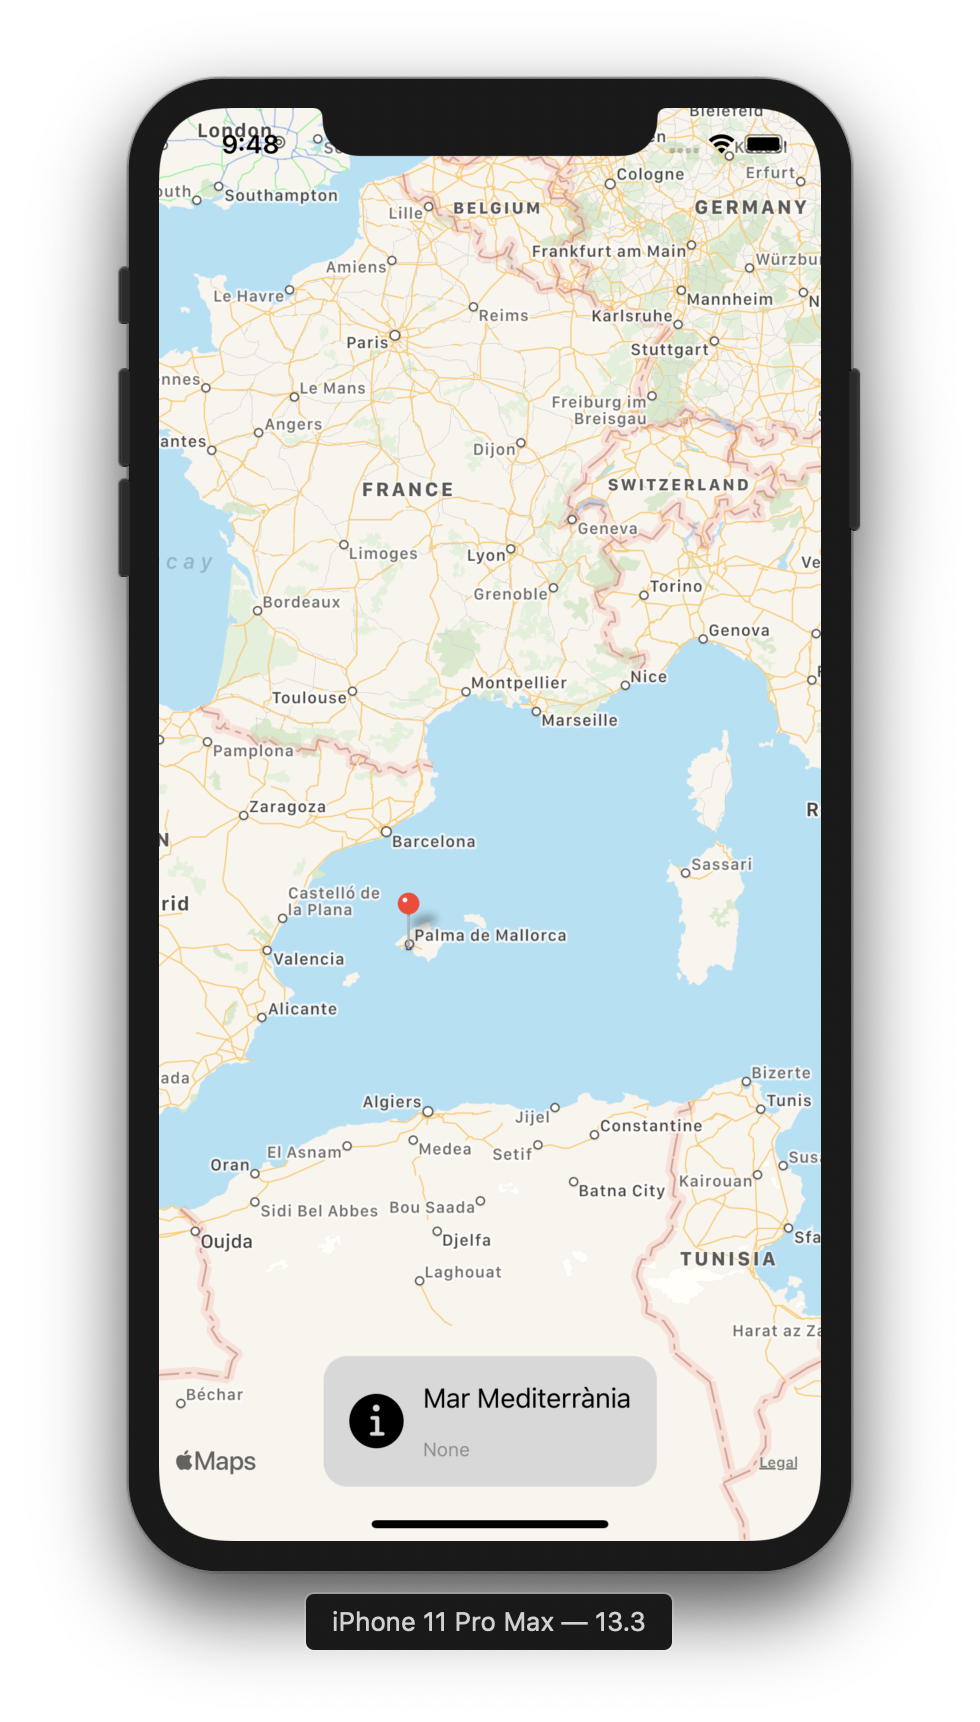 Bielefeld
London
9:48
Kassel
Cologne
Erfurt
outh
Southampton
Lille
BELGIUM
GERMANY
Frankfurt am Main
Amiens
Würzbu
Le Havre
Mannheim
N
Reims
Karlsruhe
Paris
Stuttgart
nnes
Le Mans
Freiburg im
Breisgau
Angers
antes
Dijon
FRANCE
SWITZERLAND
Geneva
Limoges
Lyon
cay
Ve
Torino
Grenoble
Bordeaux
Genova
Nice
Montpellier
Toulouse
Marseille
Pamplona
Zaragoza
R
N
Barcelona
Sassari
Castelló de
la Plana
rid
Palma de Mallorca
Valencia
Alicante
Bizerte
ada
Algiers
Tunis
Jijel
Constantine
El Asnam
Medea
Setif
Oran
Sus
Kairouan
Batna City
Sidi Bel Abbes
Bou Saada
Oujda
Djelfa
Sfa
TUNISIA
Laghouat
Harat az Za
Béchar
Mar Mediterrània
None
Maps
Legal
iPhone 11 Pro Max — 13.3